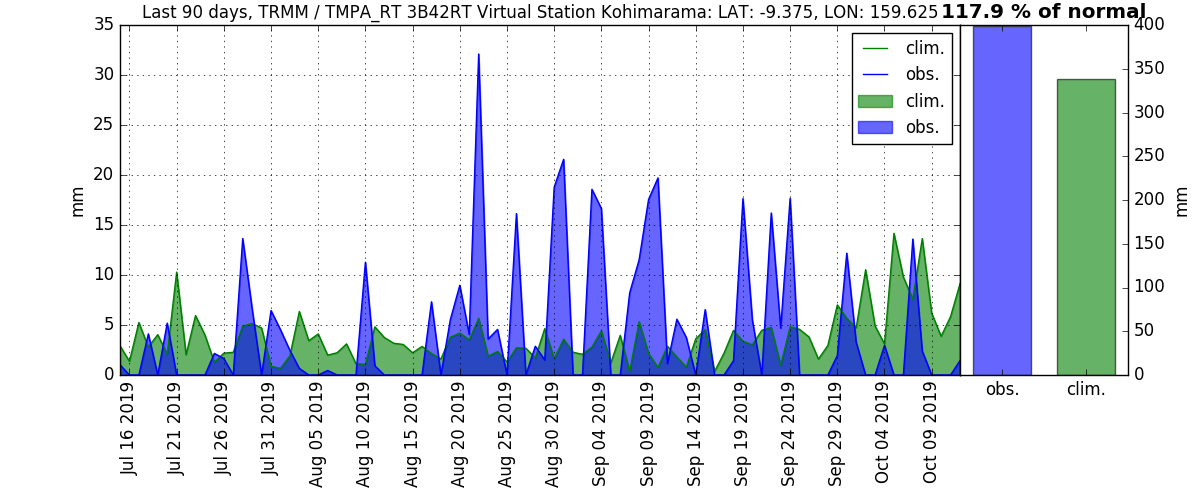 Last 90 days, TRMM / TMPA_RT 3B42RT Virtual Station Kohimarama: LAT: -9.375, LON: 159.625 117.9 % of normal
35
30
25
20
15
10
5
0
mm
clim.
obs.
clim.
obs.
Jul 16 2019
Jul 21 2019
Jul 26 2019
Jul 31 2019
Aug 05 2019
Aug 10 2019
Aug 15 2019
Aug 20 2019
Aug 25 2019
Aug 30 2019
Sep 04 2019
Sep 09 2019
Sep 14 2019
Sep 19 2019
Sep 24 2019
Sep 29 2019
Oct 04 2019
Oct 09 2019
400
350
300
250
200
150
100
50
0
mm
obs.
clim.